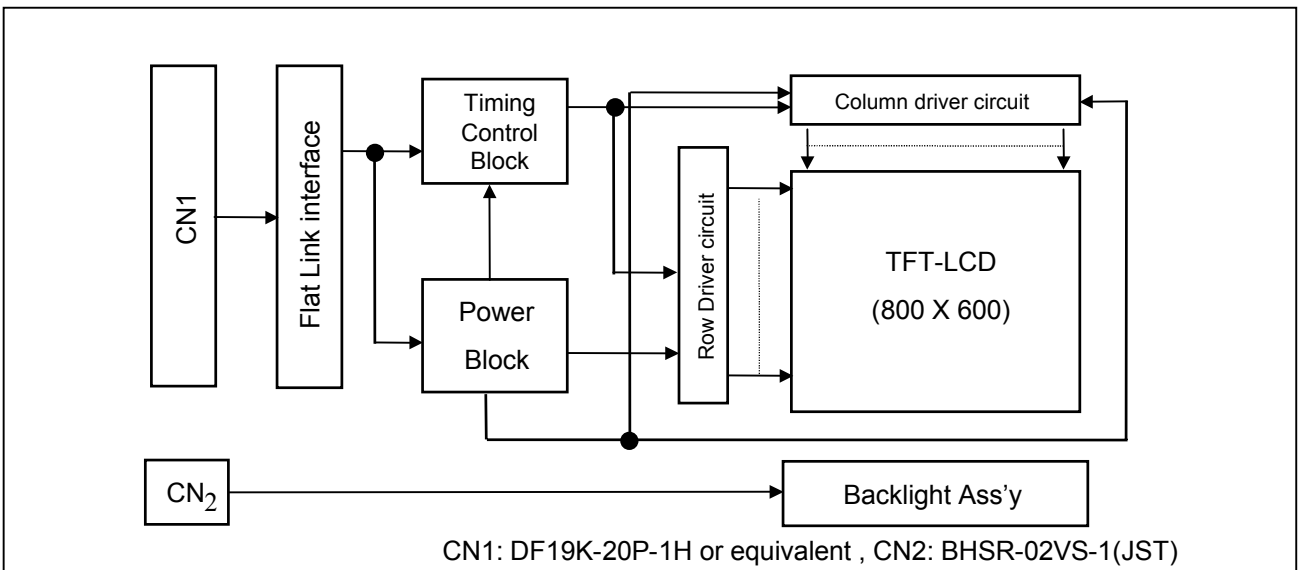 CN1
Flat Link interface
Timing
Control
Block
Power
Block
Row Driver circuit
Column driver circuit
TFT-LCD
(800 X 600)
CN2
Backlight Ass’y
CN1: DF19K-20P-1H or equivalent , CN2: BHSR-02VS-1(JST)